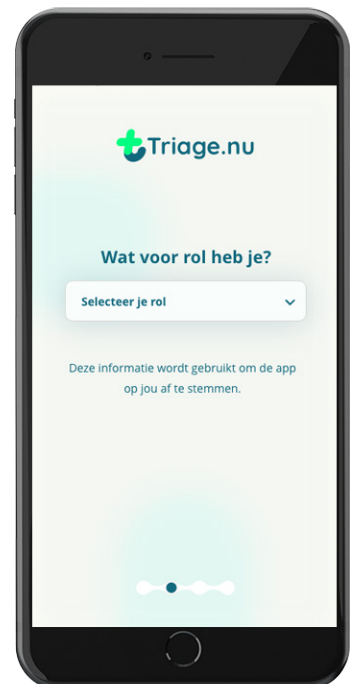 Triage.nu
Wat voor rol heb je?
Selecteer je rol
Deze informatie wordt gebruikt om de app
op jou af te stemmen.